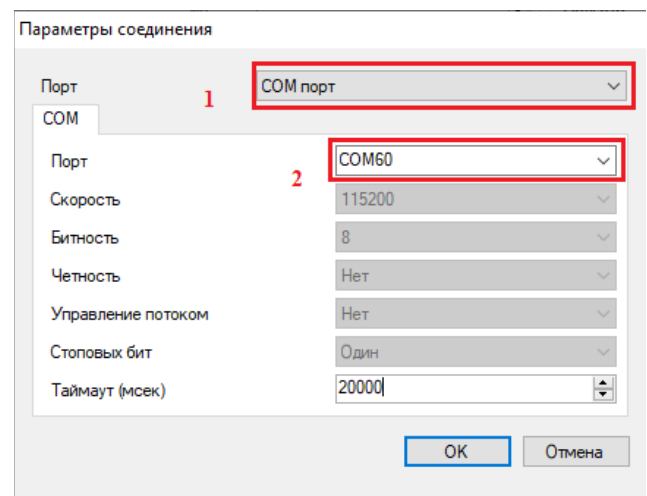 Параметры соединения
Порт 1 COM порт
COM
Порт 2 COM60
Скорость 115200
Битность 8
Четность Нет
Управление потоком Нет
Стоповых бит Один
Таймаут (мсек) 20000
OK Отмена